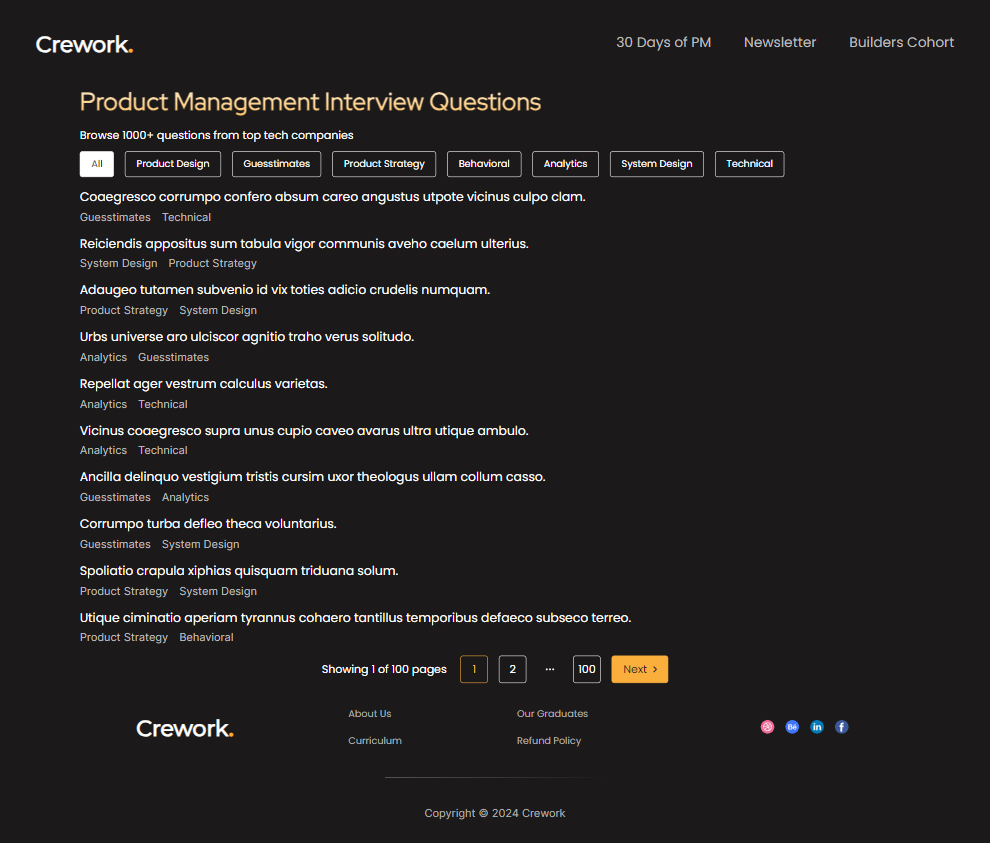 Crework.
30 Days of PM Newsletter Builders Cohort
Product Management Interview Questions
Browse 1000+ questions from top tech companies
All Product Design Guesstimates Product Strategy Behavioral Analytics System Design Technical
Coaegresco corrumpo confero absum careo angustus utpote vicinus culpo clam.
Guesstimates Technical
Reiciendis appositus sum tabula vigor communis aveho caelum ulterius.
System Design Product Strategy
Adaugeo tutamen subvenio id vix toties adicio crudelis numquam.
Product Strategy System Design
Urbs universe aro ulciscor agnitio traho verus solitudo.
Analytics Guesstimates
Repellat ager vestrum calculus varietas.
Analytics Technical
Vicinus coaegresco supra unus cupio caveo avarus ultra utique ambulo.
Analytics Technical
Ancilla delinquo vestigium tristis cursim uxor theologus ullam collum casso.
Guesstimates Analytics
Corrumpo turba defleo theca voluntarius.
Guesstimates System Design
Spoliatio crapula xiphias quisquam triduana solum.
Product Strategy System Design
Utique ciminatio aperiam tyrannus cohaero tantillus temporibus defaeco subseco terreo.
Product Strategy Behavioral
Showing 1 of 100 pages 1 2 ... 100 Next ›
Crework.
About Us Our Graduates
Curriculum Refund Policy
Bē in f
Copyright © 2024 Crework